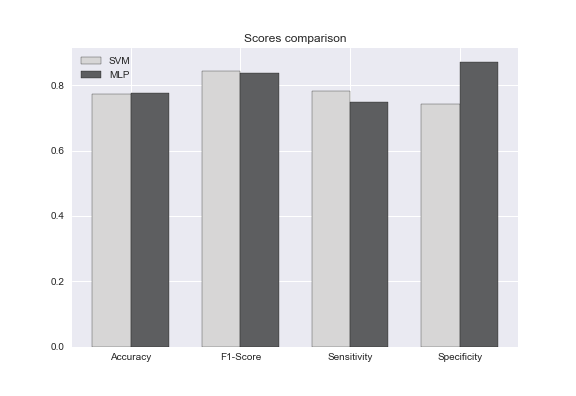 Scores comparison
SVM
MLP
0.8
0.6
0.4
0.2
0.0
Accuracy F1-Score Sensitivity Specificity